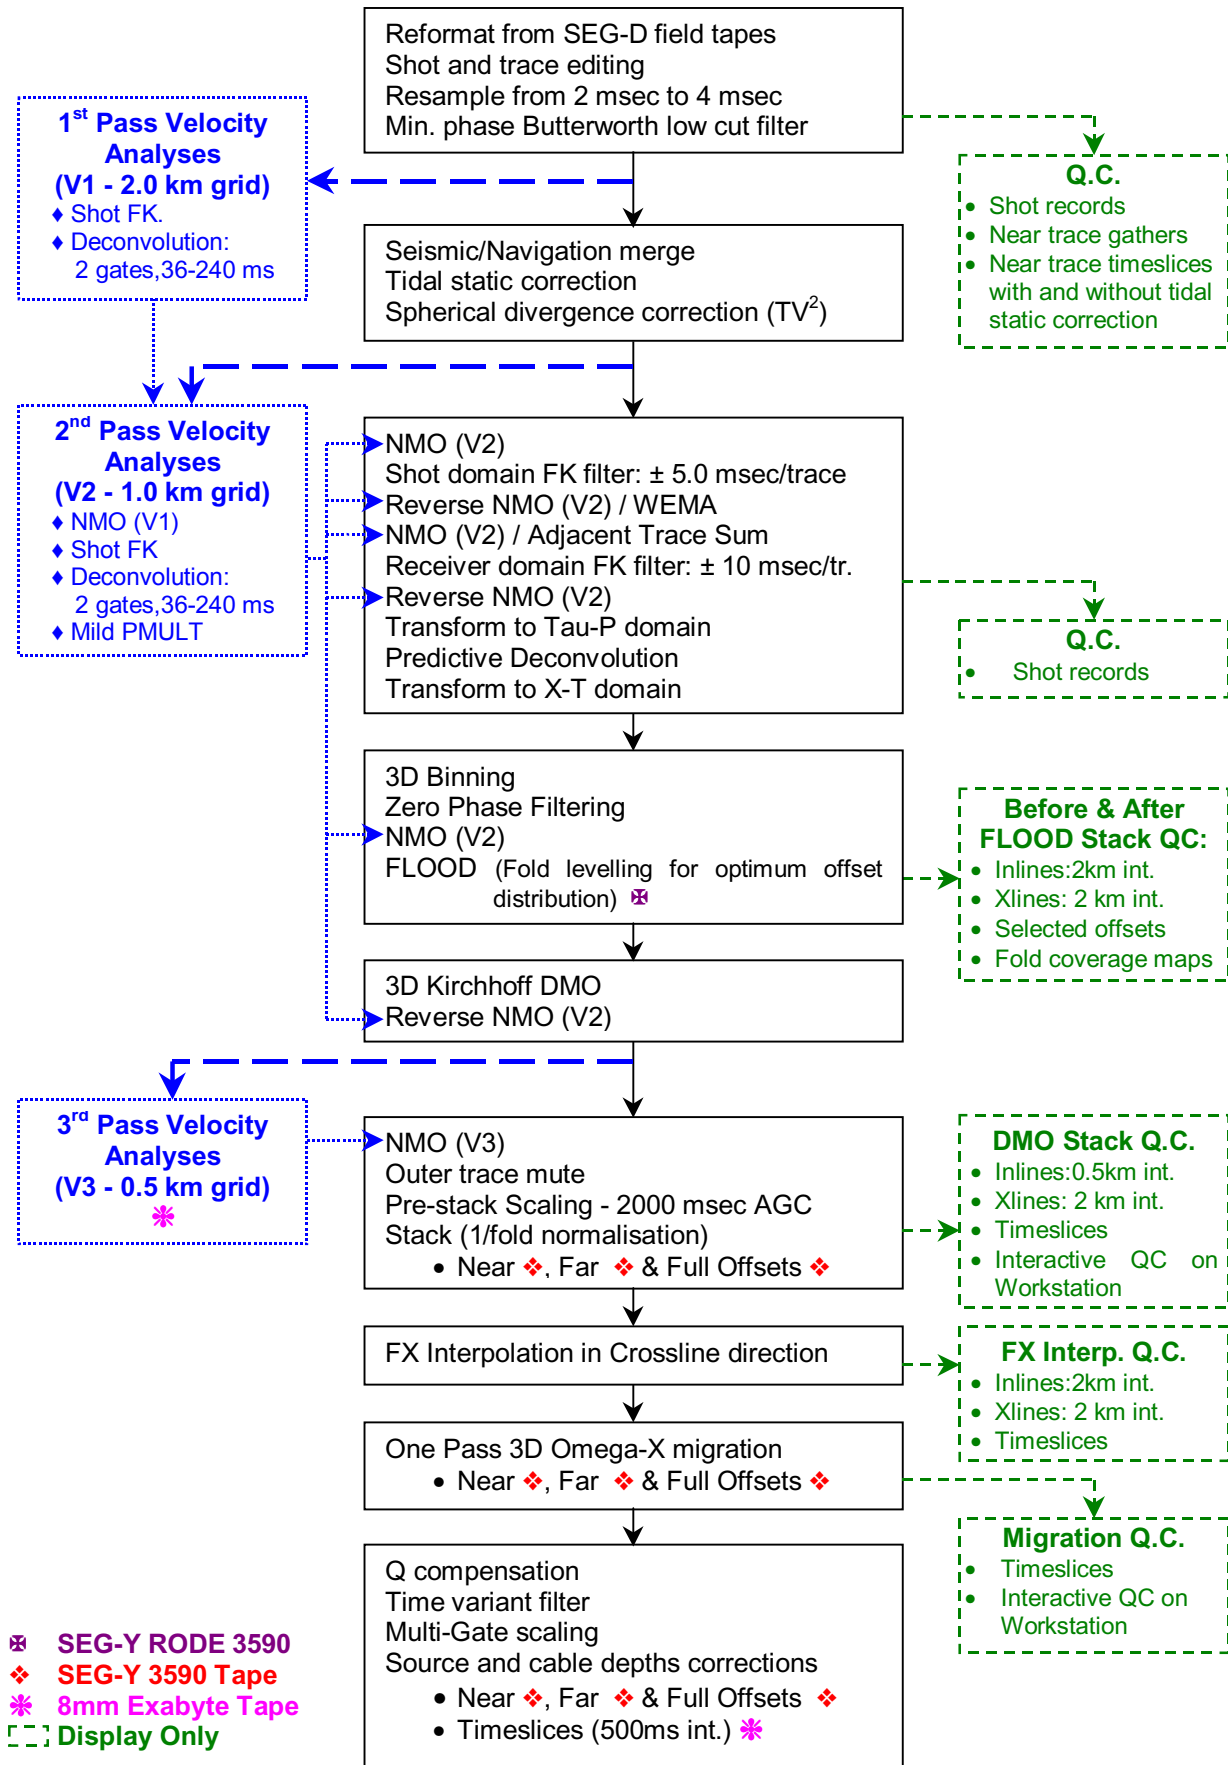 Reformat from SEG-D field tapes
Shot and trace editing
Resample from 2 msec to 4 msec
Min. phase Butterworth low cut filter
1st Pass Velocity
Analyses
(V1 - 2.0 km grid)
♦ Shot FK.
♦ Deconvolution:
2 gates,36-240 ms
Q.C.
• Shot records
• Near trace gathers
• Near trace timeslices
with and without tidal
static correction
Seismic/Navigation merge
Tidal static correction
Spherical divergence correction (TV²)
2nd Pass Velocity
Analyses
(V2 - 1.0 km grid)
♦ NMO (V1)
♦ Shot FK
♦ Deconvolution:
2 gates,36-240 ms
♦ Mild PMULT
NMO (V2)
Shot domain FK filter: ± 5.0 msec/trace
Reverse NMO (V2) / WEMA
NMO (V2) / Adjacent Trace Sum
Receiver domain FK filter: ± 10 msec/tr.
Reverse NMO (V2)
Transform to Tau-P domain
Predictive Deconvolution
Transform to X-T domain
Q.C.
• Shot records
3D Binning
Zero Phase Filtering
NMO (V2)
FLOOD (Fold levelling for optimum offset
distribution) ✠
Before & After
FLOOD Stack QC:
• Inlines:2km int.
• Xlines: 2 km int.
• Selected offsets
• Fold coverage maps
3D Kirchhoff DMO
Reverse NMO (V2)
3rd Pass Velocity
Analyses
(V3 - 0.5 km grid)
❉
NMO (V3)
Outer trace mute
Pre-stack Scaling - 2000 msec AGC
Stack (1/fold normalisation)
• Near ❖, Far ❖ & Full Offsets ❖
DMO Stack Q.C.
• Inlines:0.5km int.
• Xlines: 2 km int.
• Timeslices
• Interactive QC on
Workstation
FX Interpolation in Crossline direction
FX Interp. Q.C.
• Inlines:2km int.
• Xlines: 2 km int.
• Timeslices
One Pass 3D Omega-X migration
• Near ❖, Far ❖ & Full Offsets ❖
Migration Q.C.
• Timeslices
• Interactive QC on
Workstation
Q compensation
Time variant filter
Multi-Gate scaling
Source and cable depths corrections
• Near ❖, Far ❖ & Full Offsets ❖
• Timeslices (500ms int.) ❉
✠ SEG-Y RODE 3590
❖ SEG-Y 3590 Tape
❉ 8mm Exabyte Tape
Display Only